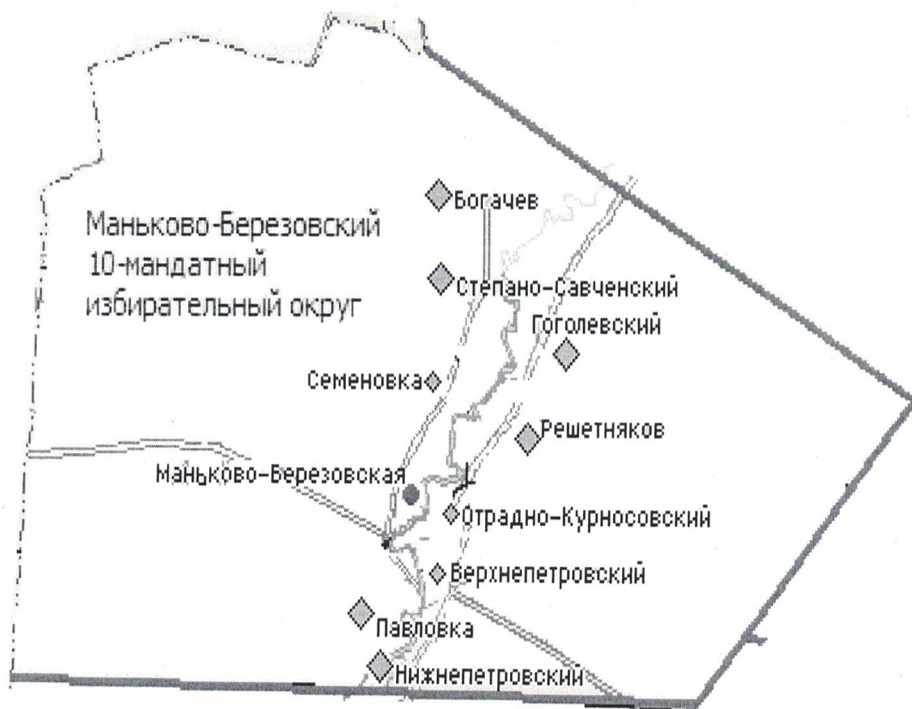 Богачев
Маньково-Березовский
10-мандатный
избирательный округ
Степано-Савченский
Гоголевский
Семеновка
Решетняков
Маньково-Березовская
Отрадно-Курносовский
Верхнепетровский
Павловка
Нижнепетровский